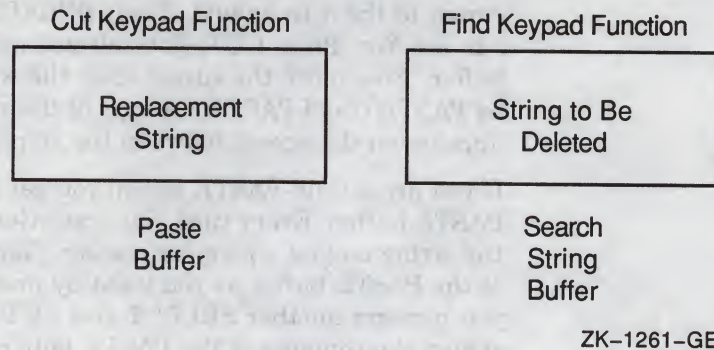 Cut Keypad Function
Replacement
String
Paste
Buffer
Find Keypad Function
String to Be
Deleted
Search
String
Buffer
ZK–1261–GE